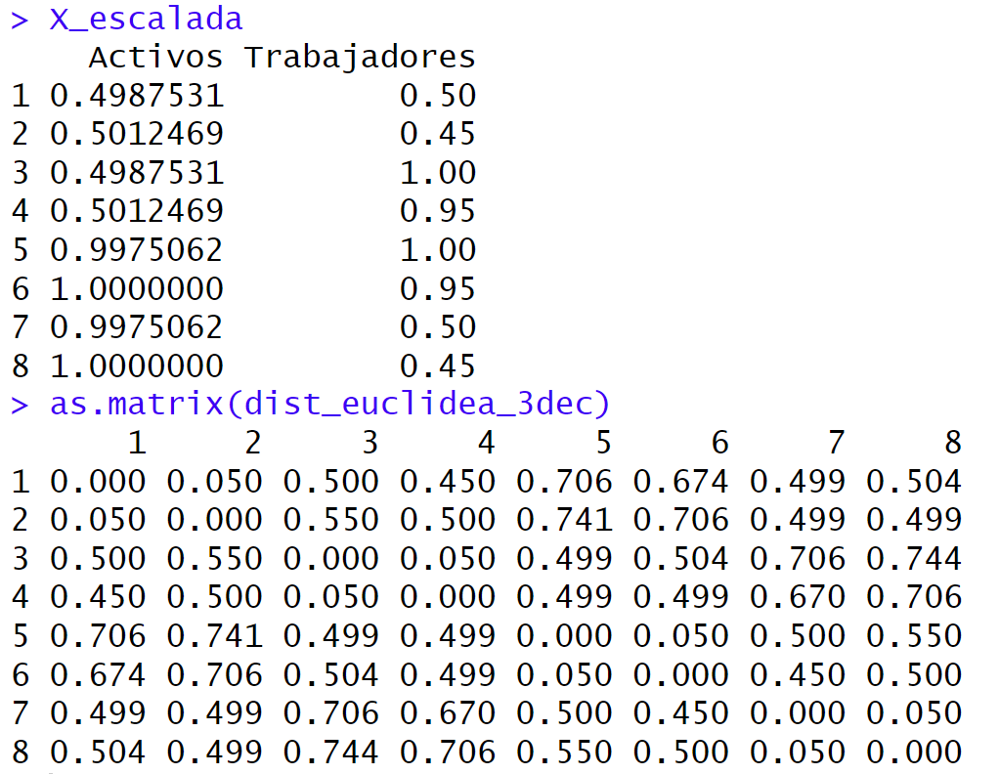 > X_escalada
Activos Trabajadores
1 0.4987531 0.50
2 0.5012469 0.45
3 0.4987531 1.00
4 0.5012469 0.95
5 0.9975062 1.00
6 1.0000000 0.95
7 0.9975062 0.50
8 1.0000000 0.45
> as.matrix(dist_euclidea_3dec)
1 2 3 4 5 6 7 8
1 0.000 0.050 0.500 0.450 0.706 0.674 0.499 0.504
2 0.050 0.000 0.550 0.500 0.741 0.706 0.499 0.499
3 0.500 0.550 0.000 0.050 0.499 0.504 0.706 0.744
4 0.450 0.500 0.050 0.000 0.499 0.499 0.670 0.706
5 0.706 0.741 0.499 0.499 0.000 0.050 0.500 0.550
6 0.674 0.706 0.504 0.499 0.050 0.000 0.450 0.500
7 0.499 0.499 0.706 0.670 0.500 0.450 0.000 0.050
8 0.504 0.499 0.744 0.706 0.550 0.500 0.050 0.000